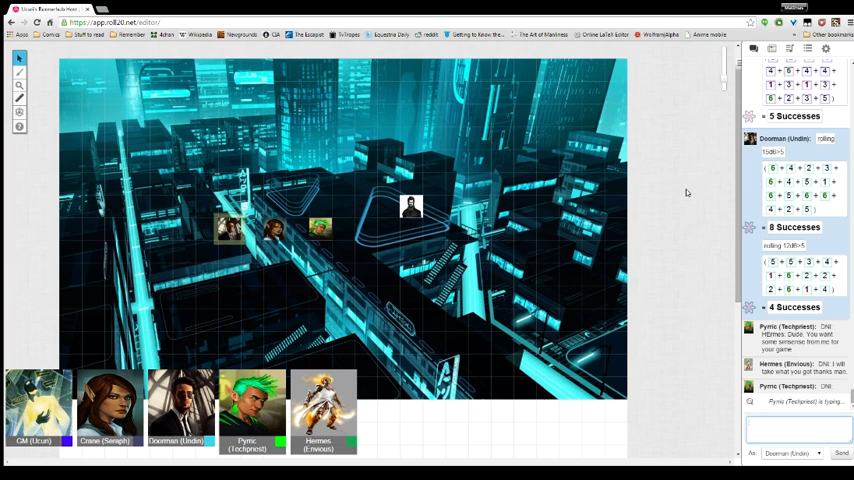 Ucun's Runnerhub Herd |
Matthias
https://app.roll20.net/editor/
Apps Comics Stuff to read 4chan Wikipedia Newgrounds CIA The Escapist TvTropes Equestria Daily reddit Getting to Know the... The Art of Manliness Online LaTeX Editor WolframAlpha Anime mobile Other bookmarks
4 + 6 + 4 + 4
1 + 3 + 1 + 3
6 + 2 + 3 + 5 )
= 5 Successes
Doorman (Undin): rolling
15d6>5
( 6 + 4 + 2 + 3 +
6 + 4 + 5 + 1 +
6 + 5 + 6 + 6 +
4 + 2 + 5 )
= 8 Successes
rolling 12d6>5
( 5 + 5 + 3 + 4 +
1 + 6 + 2 + 2 +
2 + 6 + 1 + 4 )
= 4 Successes
Pyrric (Techpriest): DNI:
HErmes: Dude, You want
some simsense from me for
your game
Hermes (Envious): DNI: I will
take what you got thanks man.
Pyrric (Techpriest): DNI:
Pyrric (Techpriest) is typing...
GM (Ucun)
Crane (Seraph)
Doorman (Undin)
Pyrric
(Techpriest)
Hermes
(Envious)
As: Doorman (Undin) Send